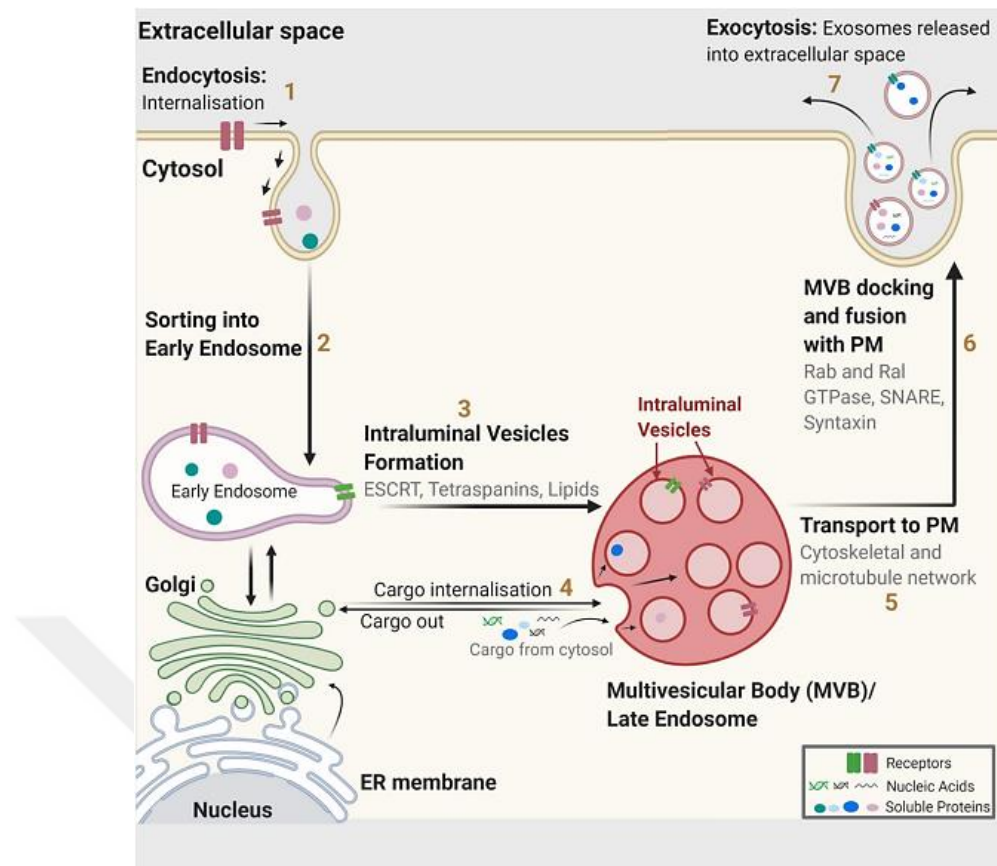 Extracellular space
Exocytosis: Exosomes released
into extracellular space
Endocytosis:
Internalisation
1
7
Cytosol
Sorting into
Early Endosome
2
MVB docking
and fusion
with PM
Rab and Ral
GTPase, SNARE,
Syntaxin
6
3
Intraluminal Vesicles
Formation
ESCRT, Tetraspanins, Lipids
Intraluminal
Vesicles
Early Endosome
Transport to PM
Cytoskeletal and
microtubule network
5
Golgi
Cargo internalisation 4
Cargo out
Cargo from cytosol
Multivesicular Body (MVB)/
Late Endosome
ER membrane
Nucleus
Receptors
Nucleic Acids
Soluble Proteins